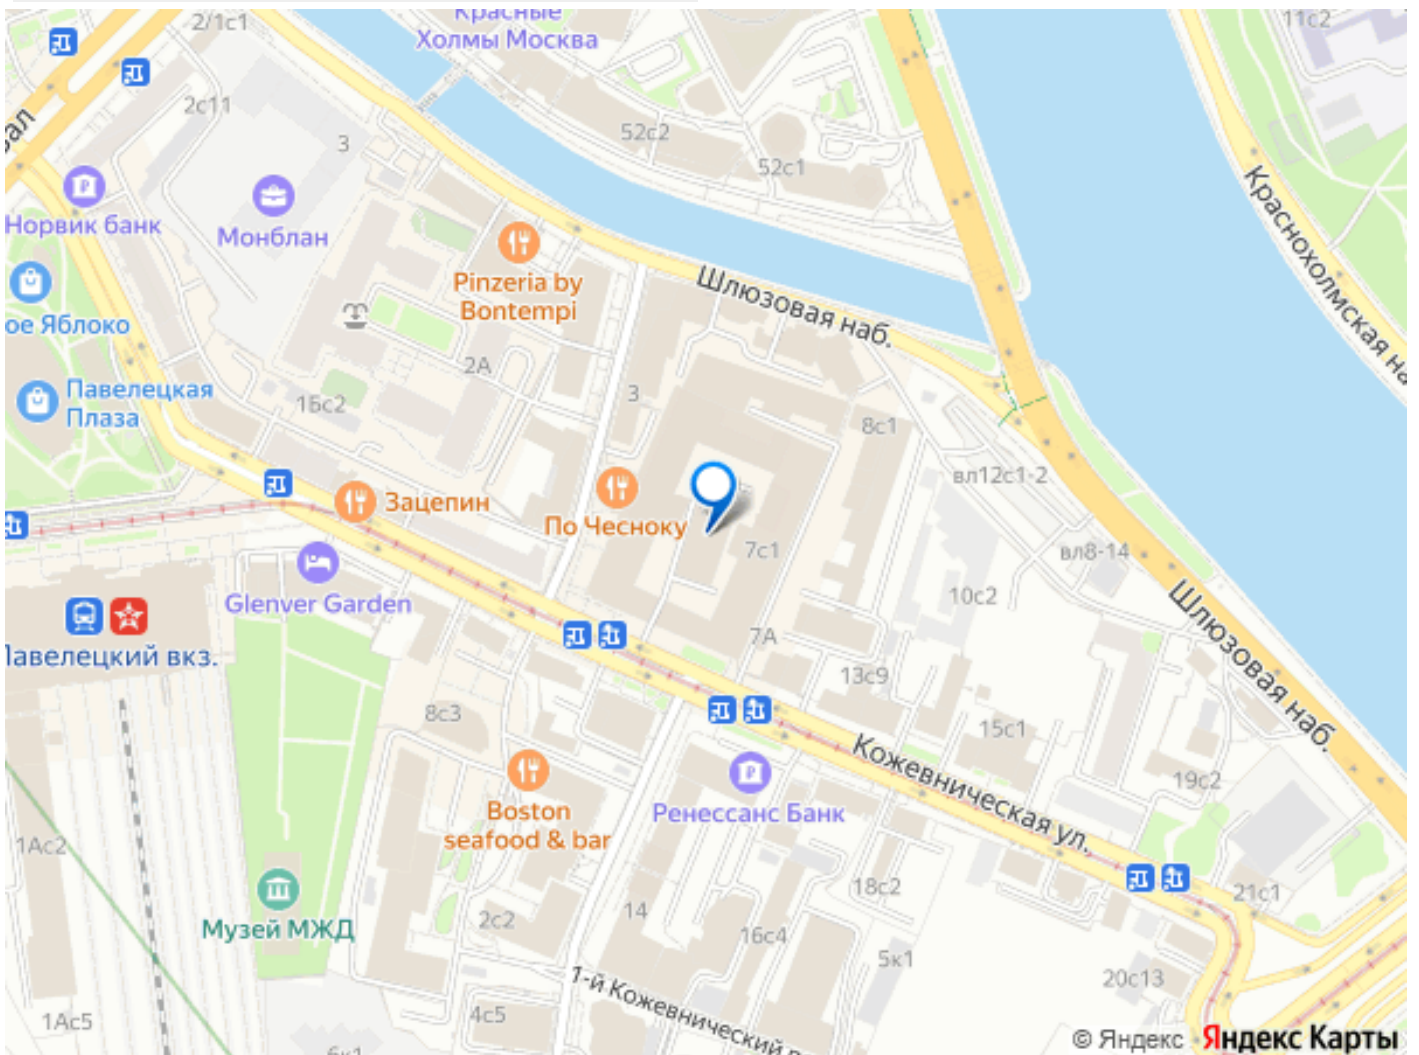 2/1с1
Красные
Холмы Москва
11с2
2с11
3
52с2
52с1
Норвик банк
Монблан
Краснохолмская на
Pinzeria by
Bontempi
Шлюзовая наб.
ое Яблоко
2А
Павелецкая
Плаза
1Бс2
3
8с1
вл12с1-2
Зацепин
По Чесноку
7с1
вл8-14
Glenver Garden
10с2
Шлюзовая наб.
7А
Павелецкий вкз.
13с9
8с3
15с1
Кожевническая ул.
19с2
Boston
seafood & bar
Ренессанс Банк
1Ас2
18с2
21с1
Музей МЖД
2с2
14
16с4
5к1
20с13
1-й Кожевнический п
1Ас5
4с5
6к1
© Яндекс Яндекс Карты